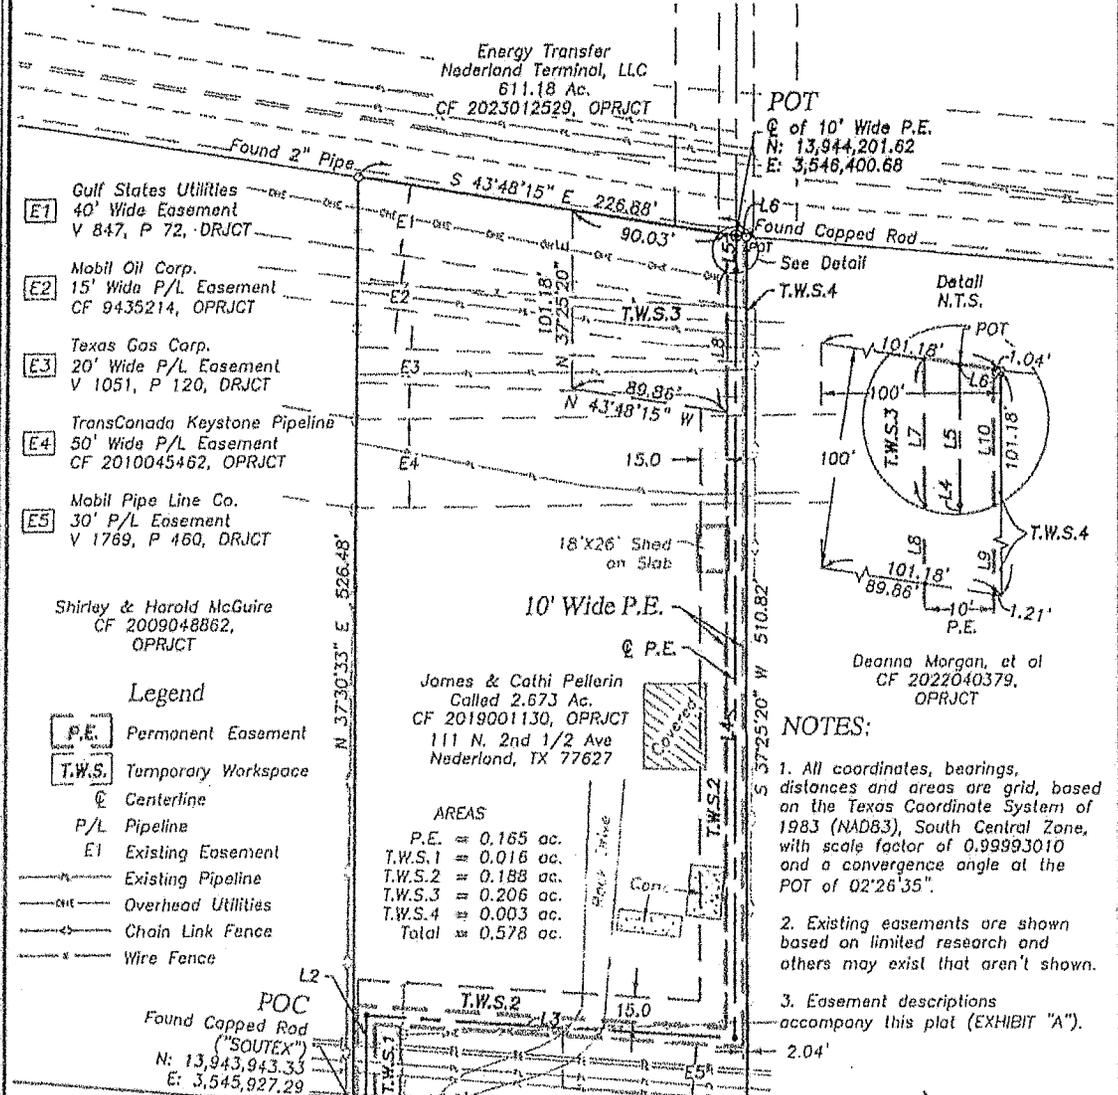 Energy Transfer
Nederland Terminal, LLC
611.18 Ac.
CF 2023012529, OPRJCT
POT
℄ of 10' Wide P.E.
N: 13,944,201.62
E: 3,546,400.68
Found 2" Pipe
S 43'48'15" E 226.88'
L6
Found Capped Rod
POT
See Detail
T.W.S.4
90.03'
L5
E1
Gulf States Utilities
40' Wide Easement
V 847, P 72, DRJCT
E2
Mobil Oil Corp.
15' Wide P/L Easement
CF 9435214, OPRJCT
E3
Texas Gas Corp.
20' Wide P/L Easement
V 1051, P 120, DRJCT
E4
TransCanada Keystone Pipeline
50' Wide P/L Easement
CF 2010045462, OPRJCT
E5
Mobil Pipe Line Co.
30' P/L Easement
V 1769, P 460, DRJCT
OHE
OHE
OHE
OHE
OHE
OHE
E1
E2
E3
E4
101.18'
N 37'25'20" E
T.W.S.3
L8
89.86'
N 43'48'15" W
15.0
18'X26' Shed
on Slab
10' Wide P.E.
℄ P.E.
Detail
N.T.S.
POT
101.18'
1.04'
L6
100'
T.W.S.3
L7
L5
L10
101.18'
100'
L4
L8
L9
T.W.S.4
101.18'
89.86'
10'
P.E.
1.21'
Shirley & Harold McGuire
CF 2009048862,
OPRJCT
N 37'30'33" E 526.48'
Legend
P.E. Permanent Easement
T.W.S. Temporary Workspace
℄ Centerline
P/L Pipeline
E1 Existing Easement
Existing Pipeline
OHE Overhead Utilities
Chain Link Fence
Wire Fence
James & Cathi Pellerin
Called 2.673 Ac.
CF 2019001130, OPRJCT
111 N. 2nd 1/2 Ave
Nederland, TX 77627
Covered
L4
S 37'25'20" W 510.82'
T.W.S.2
AREAS
P.E. = 0.165 ac.
T.W.S.1 = 0.016 ac.
T.W.S.2 = 0.188 ac.
T.W.S.3 = 0.206 ac.
T.W.S.4 = 0.003 ac.
Total = 0.578 ac.
Rock Drive
Conc
Deanna Morgan, et al
CF 2022040379,
OPRJCT
NOTES:
1. All coordinates, bearings,
distances and areas are grid, based
on the Texas Coordinate System of
1983 (NAD83), South Central Zone,
with scale factor of 0.99993010
and a convergence angle at the
POT of 02'26'35".
2. Existing easements are shown
based on limited research and
others may exist that aren't shown.
3. Easement descriptions
accompany this plat (EXHIBIT "A").
L2
POC
Found Capped Rod
("SOUTEX")
N: 13,943,943.33
E: 3,545,927.29
T.W.S.2
L3
15.0
T.W.S.1
E5
2.04'